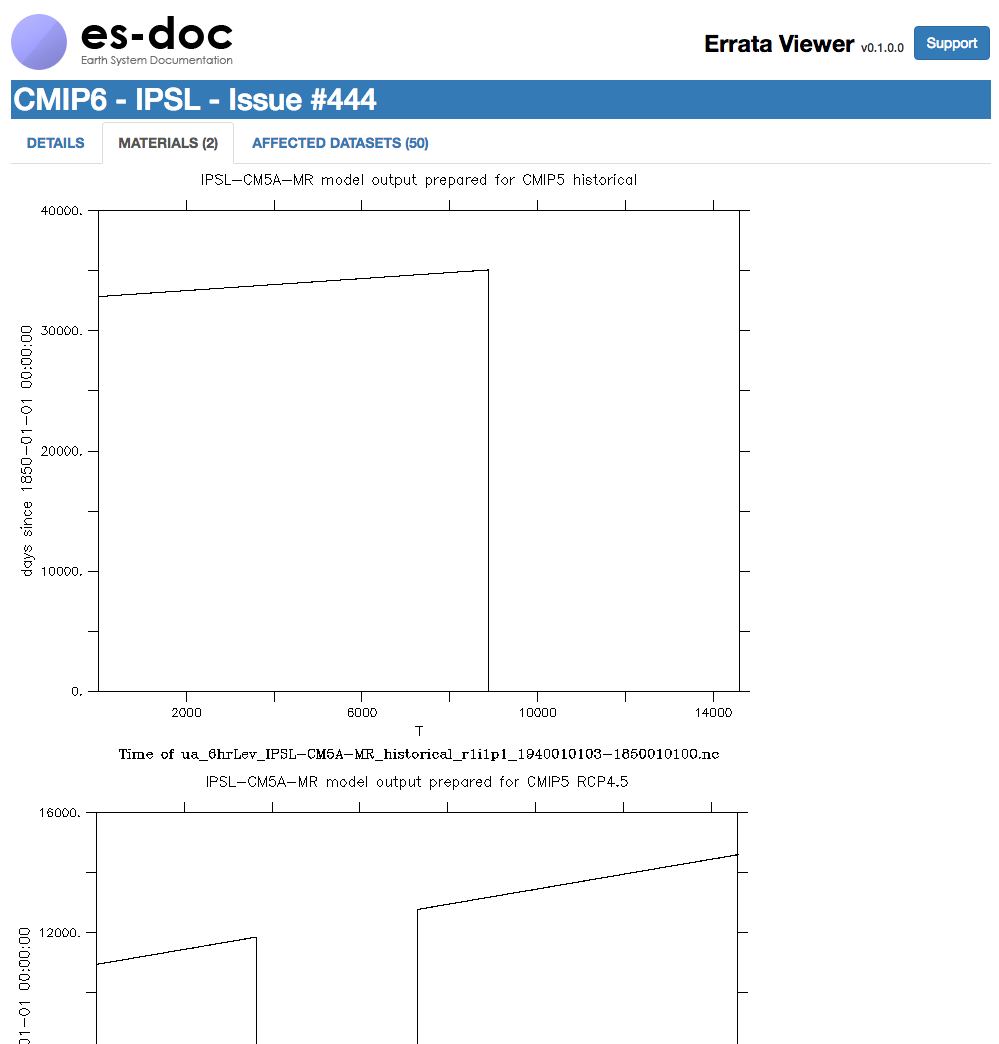 es-doc
Earth System Documentation
Errata Viewer v0.1.0.0
Support
CMIP6 - IPSL - Issue #444
DETAILS
MATERIALS (2)
AFFECTED DATASETS (50)
IPSL-CM5A-MR model output prepared for CMIP5 historical
40000.
30000.
20000.
10000.
0.
days since 1850-01-01 00:00:00
2000
6000
10000
14000
T
Time of ua_6hrLev_IPSL-CM5A-MR_historical_r1i1p1_1940010103-1850010100.nc
IPSL-CM5A-MR model output prepared for CMIP5 RCP4.5
16000.
12000.
01-01 00:00:00